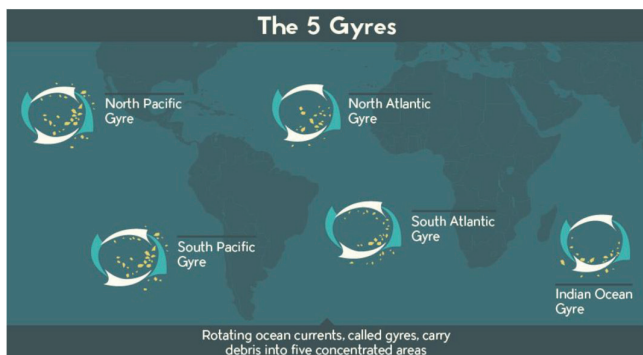 The 5 Gyres
North Pacific
Gyre
North Atlantic
Gyre
South Pacific
Gyre
South Atlantic
Gyre
Indian Ocean
Gyre
Rotating ocean currents, called gyres, carry
debris into five concentrated areas